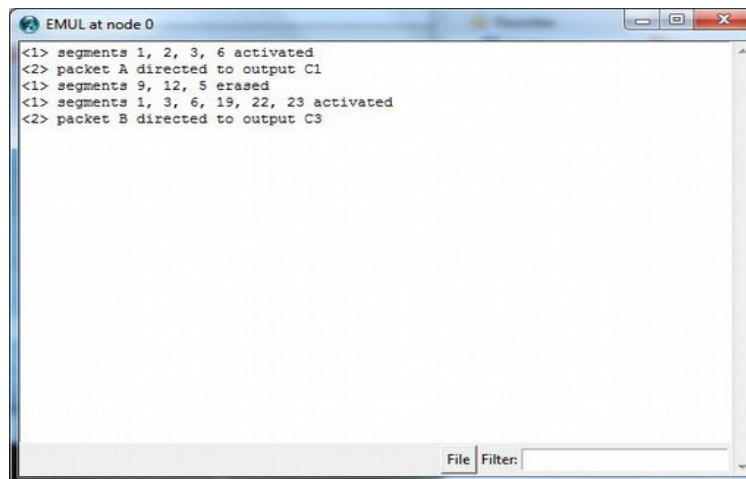 EMUL at node 0
<1> segments 1, 2, 3, 6 activated
<2> packet A directed to output C1
<1> segments 9, 12, 5 erased
<1> segments 1, 3, 6, 19, 22, 23 activated
<2> packet B directed to output C3
File Filter: